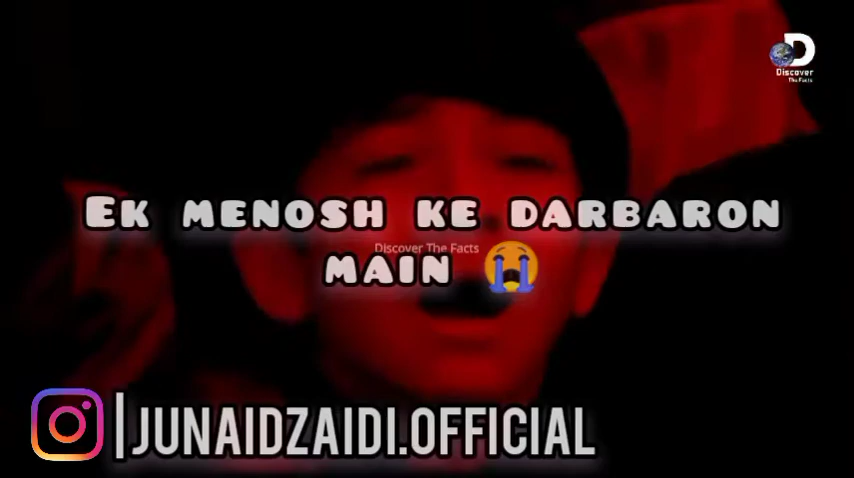 Discover
The Facts
Ek menosh ke darbaron
Discover The Facts
main 😭
JUNAIDZAIDI.OFFICIAL